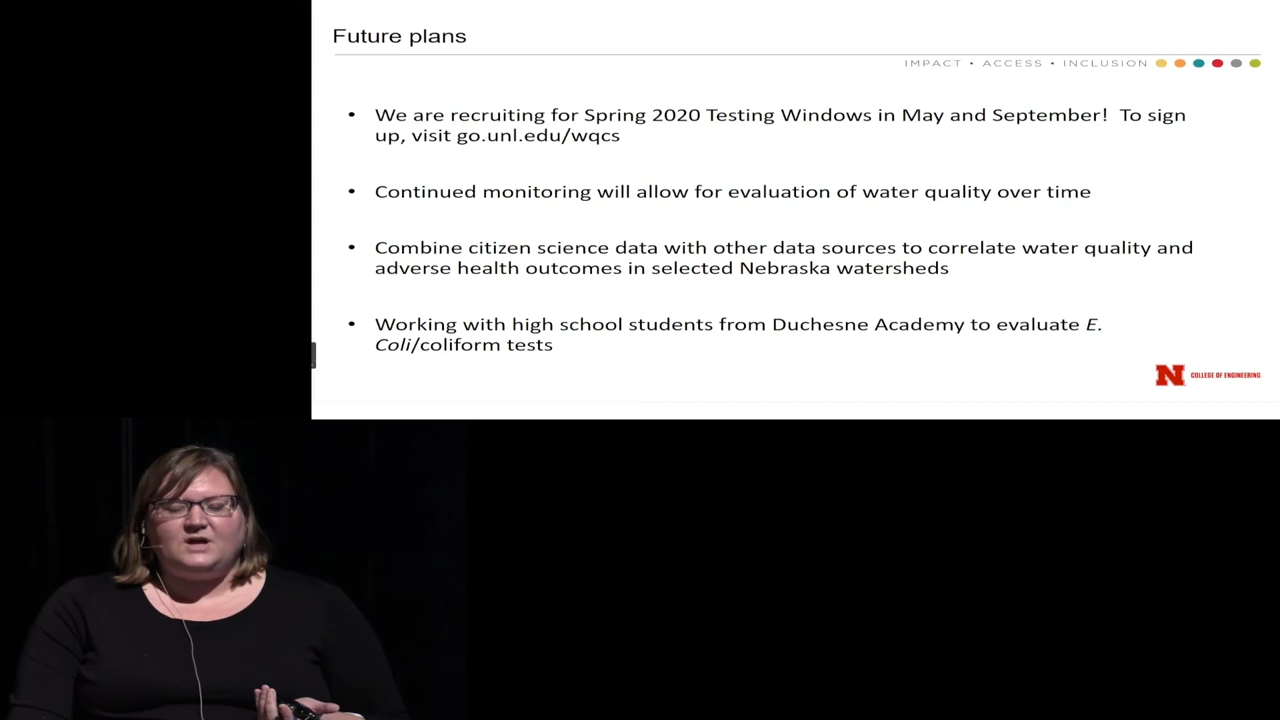 Future plans
IMPACT • ACCESS • INCLUSION
• We are recruiting for Spring 2020 Testing Windows in May and September! To sign
up, visit go.unl.edu/wqcs
• Continued monitoring will allow for evaluation of water quality over time
• Combine citizen science data with other data sources to correlate water quality and
adverse health outcomes in selected Nebraska watersheds
• Working with high school students from Duchesne Academy to evaluate E.
Coli/coliform tests
N COLLEGE OF ENGINEERING